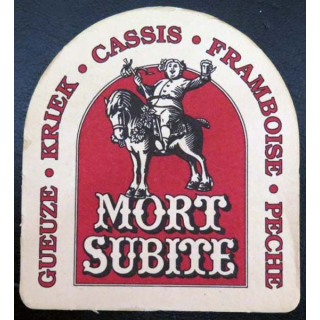 GUEUZE • KRIEK • CASSIS • FRAMBOISE • PECHE
MORT
SUBITE